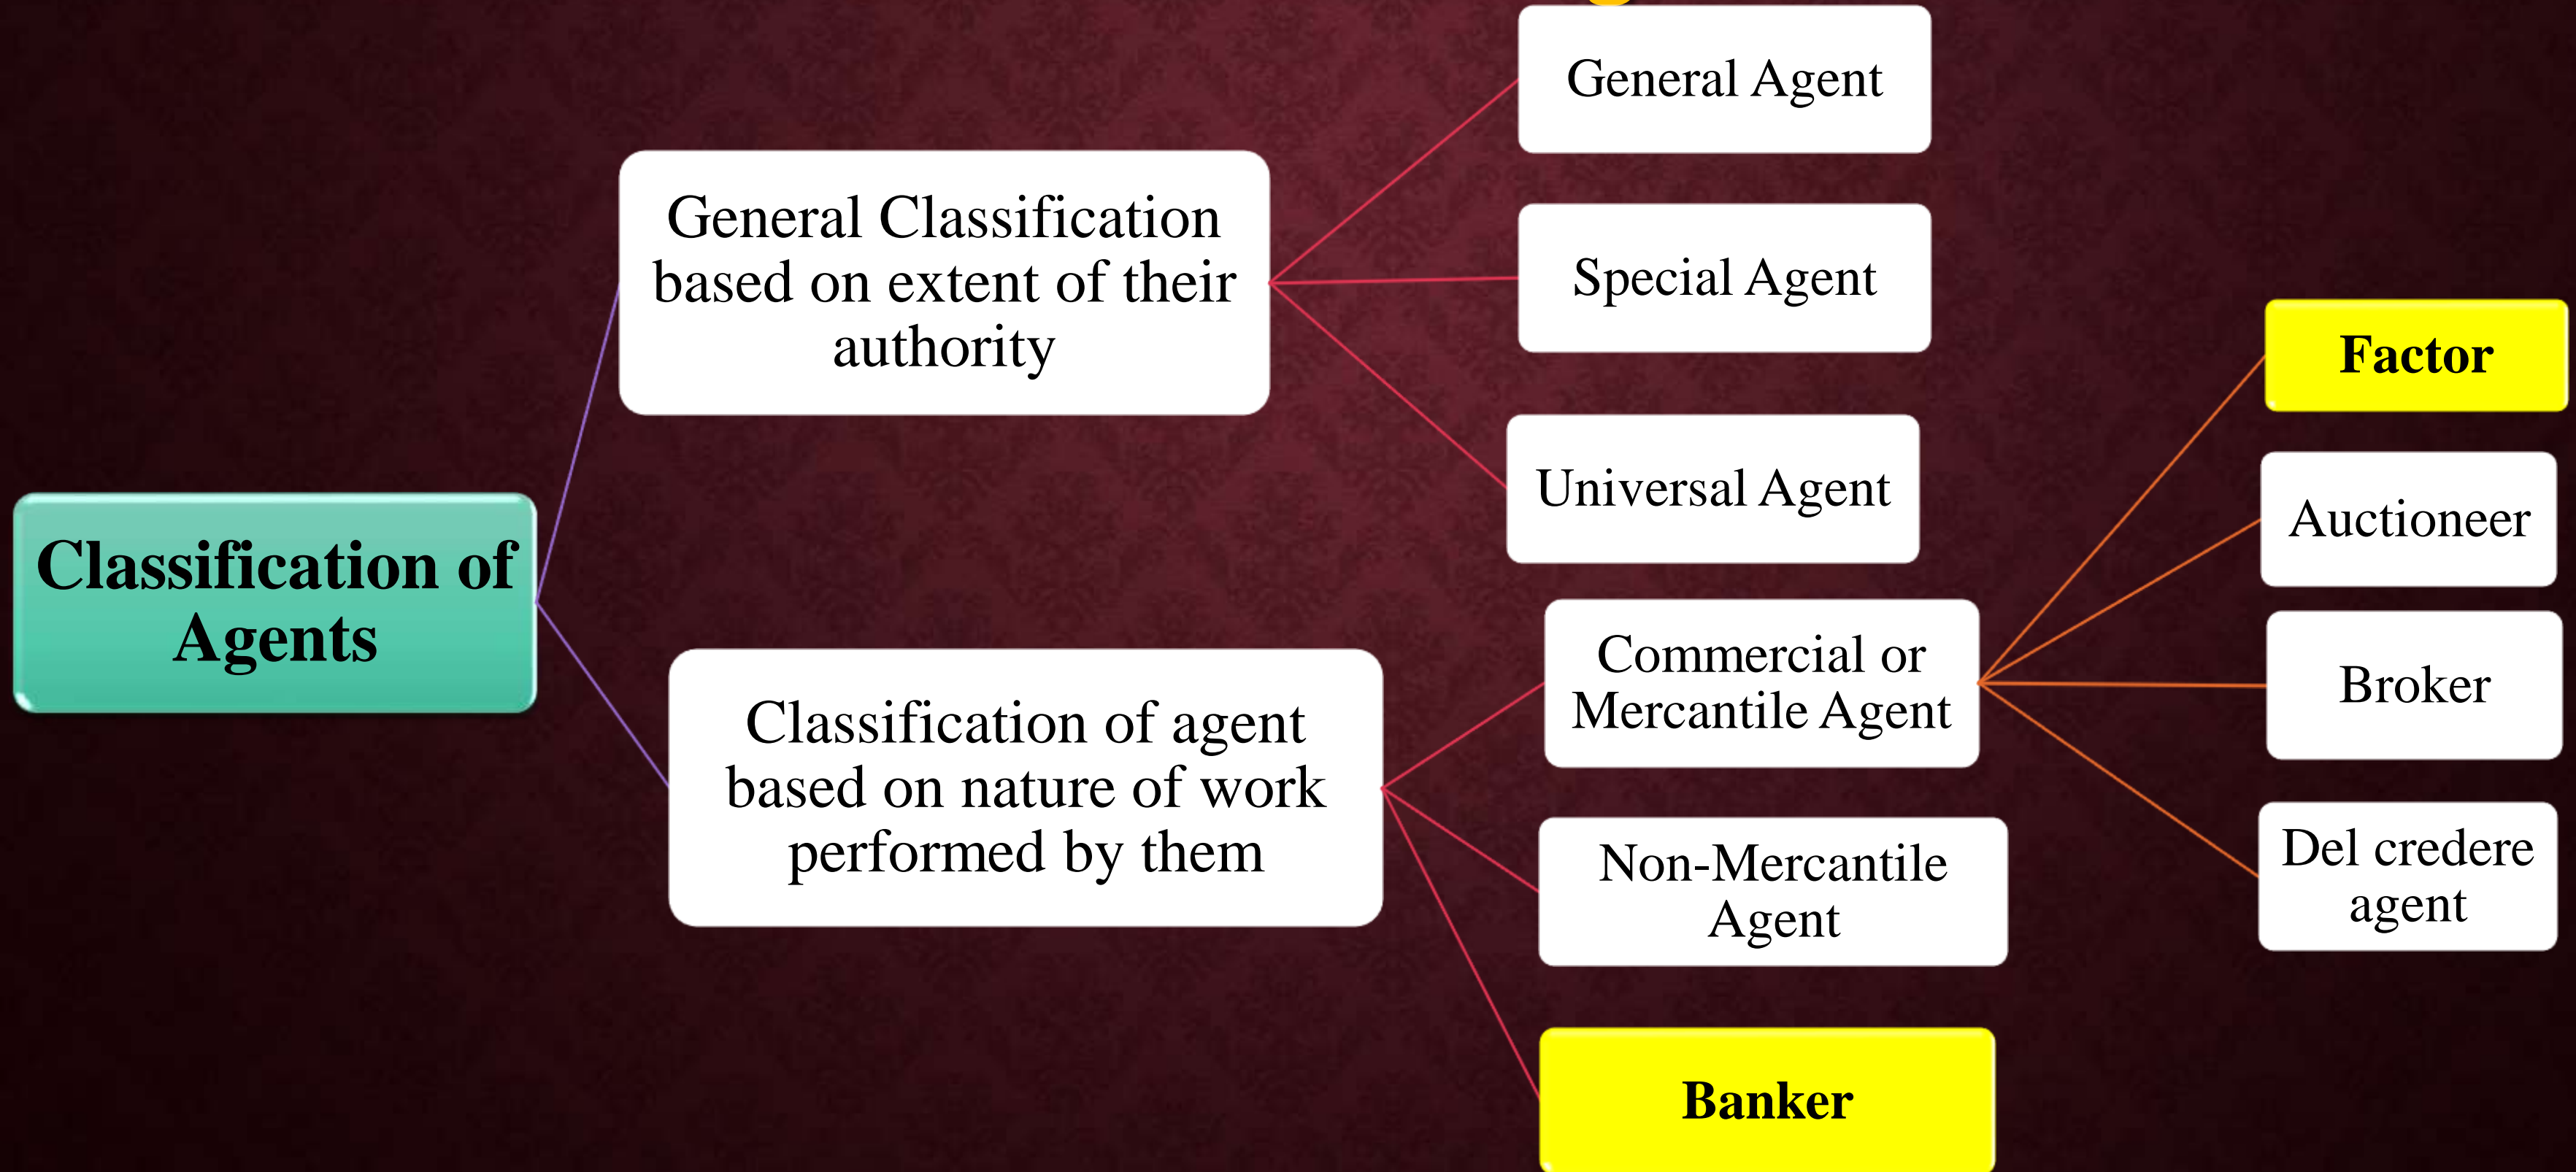 Classification of
Agents
General Classification
based on extent of their
authority
General Agent
Special Agent
Universal Agent
Classification of agent
based on nature of work
performed by them
Commercial or
Mercantile Agent
Factor
Auctioneer
Broker
Del credere
agent
Non-Mercantile
Agent
Banker